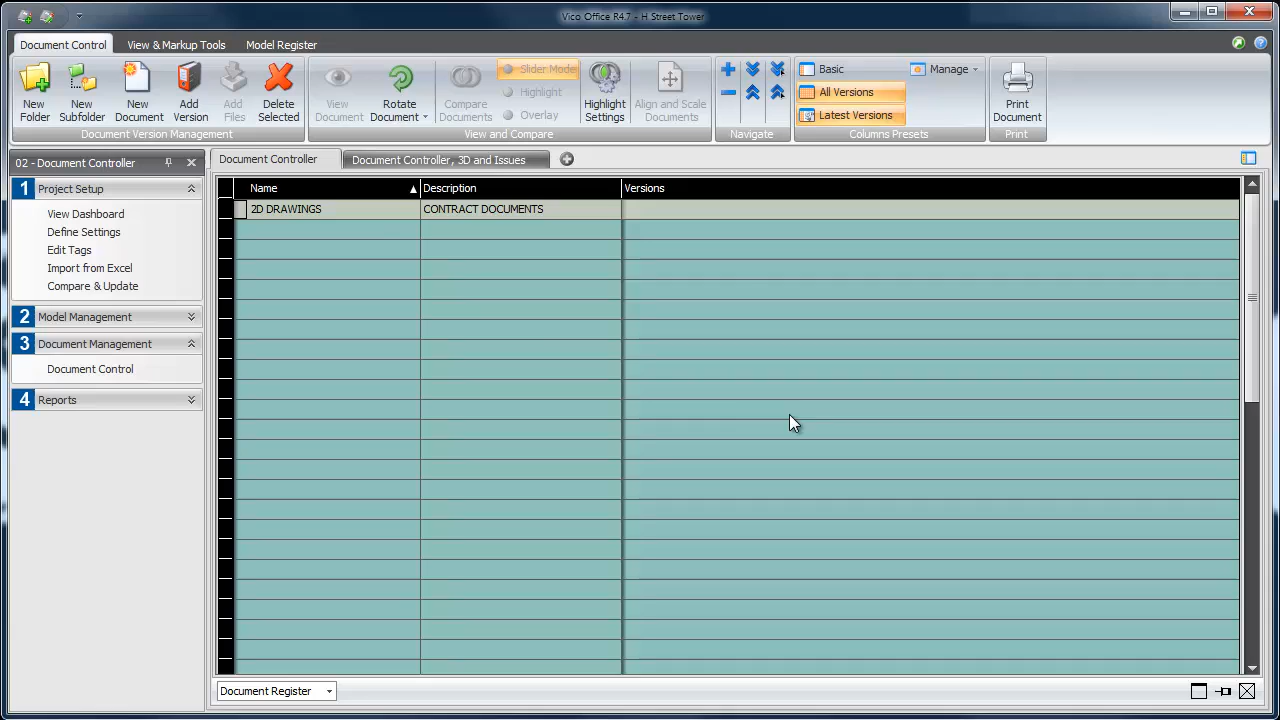 Vico Office R4.7 - H Street Tower
Document Control
View & Markup Tools
Model Register
New Folder
New Subfolder
New Document
Add Version
Add Files
Delete Selected
Document Version Management
View Document
Rotate Document
Compare Documents
Slider Mode
Highlight
Overlay
Highlight Settings
Align and Scale Documents
View and Compare
Navigate
Basic
All Versions
Latest Versions
Manage
Columns Presets
Print Document
Print
02 - Document Controller
Document Controller
Document Controller, 3D and Issues
1 Project Setup
View Dashboard
Define Settings
Edit Tags
Import from Excel
Compare & Update
2 Model Management
3 Document Management
Document Control
4 Reports
Name Description Versions
2D DRAWINGS CONTRACT DOCUMENTS
Document Register